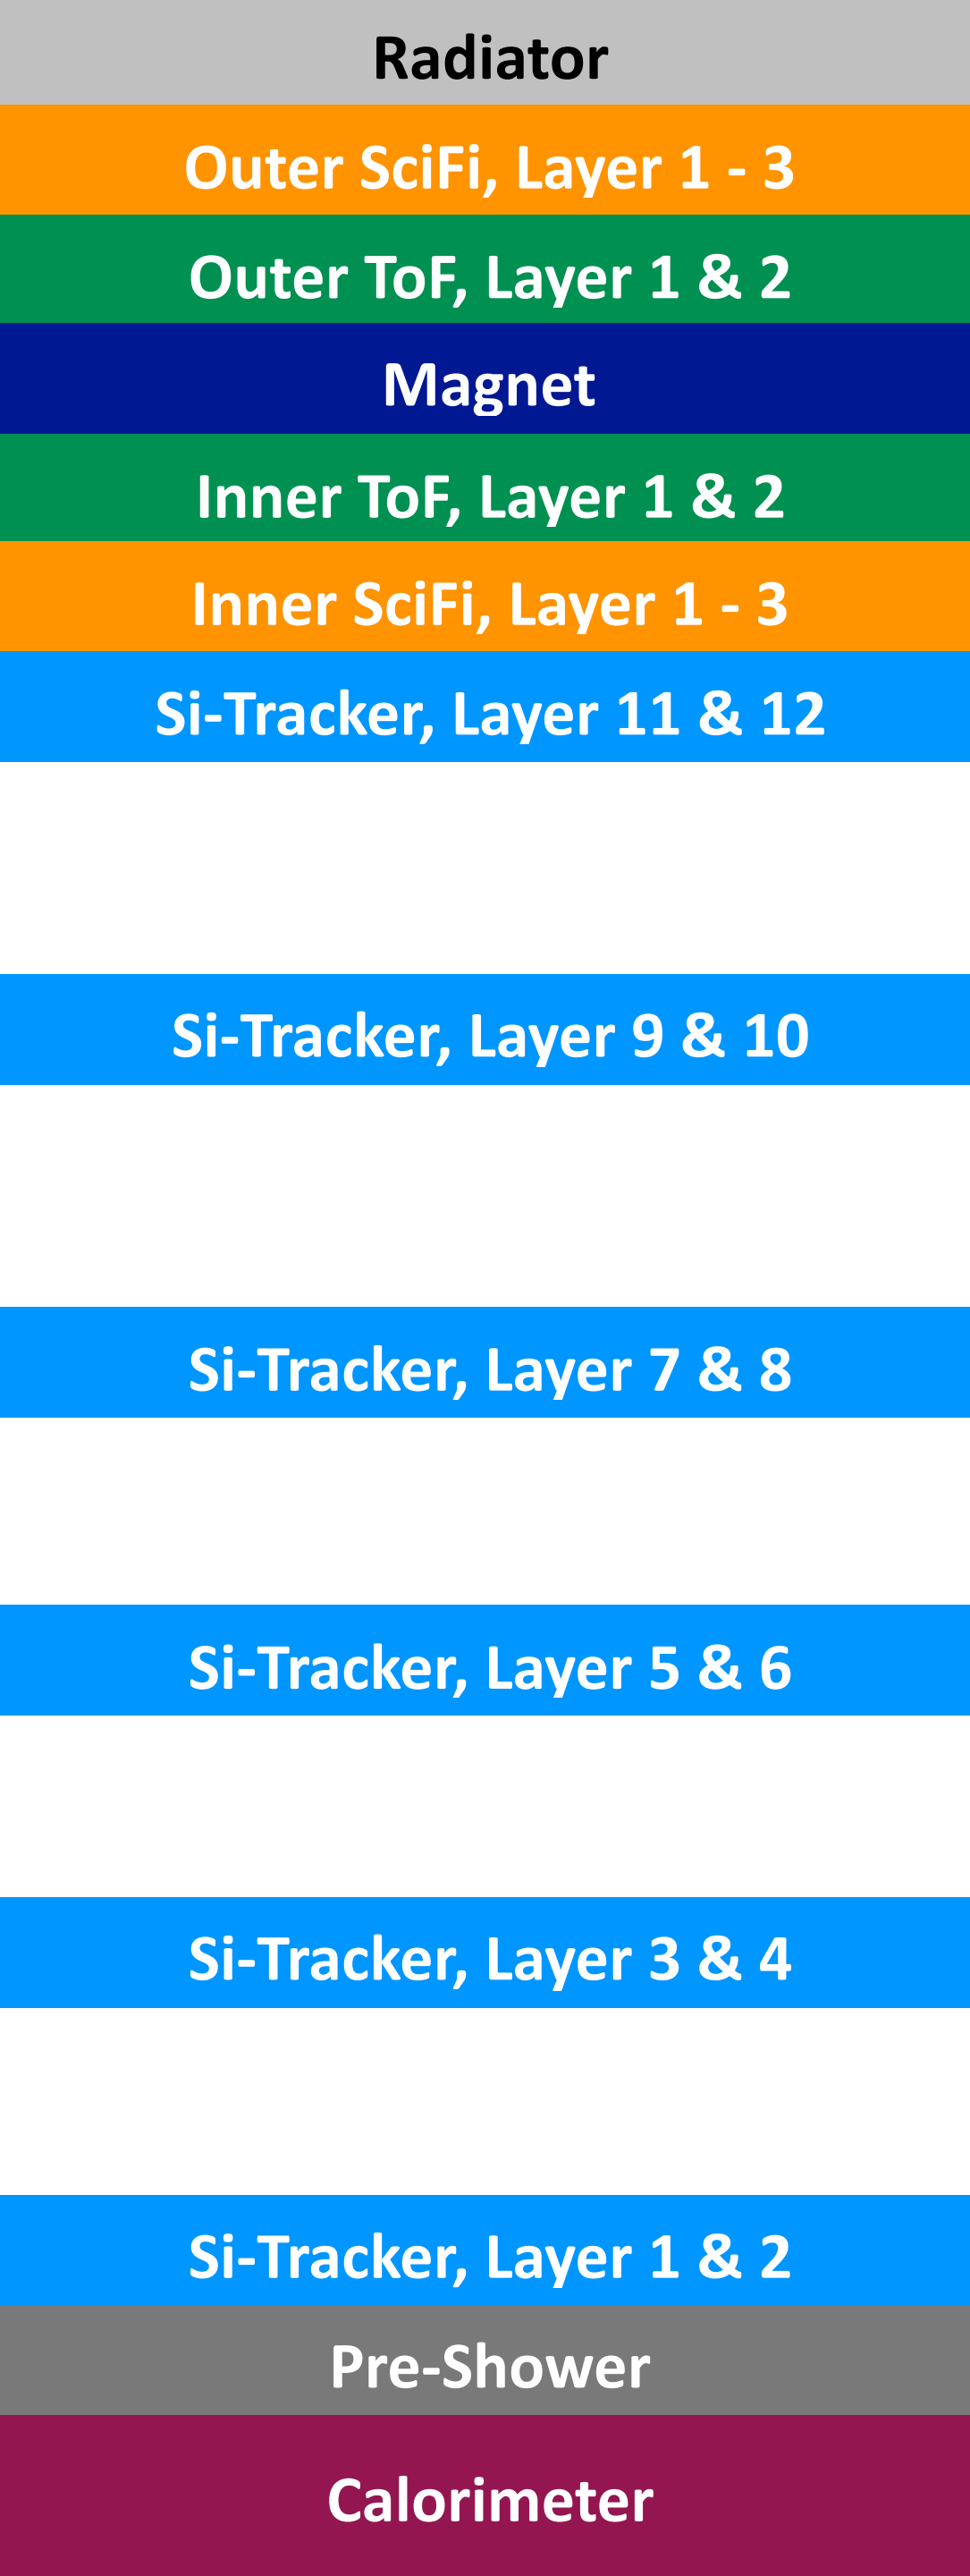 Radiator
Outer SciFi, Layer 1 - 3
Outer ToF, Layer 1 & 2
Magnet
Inner ToF, Layer 1 & 2
Inner SciFi, Layer 1 - 3
Si-Tracker, Layer 11 & 12
Si-Tracker, Layer 9 & 10
Si-Tracker, Layer 7 & 8
Si-Tracker, Layer 5 & 6
Si-Tracker, Layer 3 & 4
Si-Tracker, Layer 1 & 2
Pre-Shower
Calorimeter